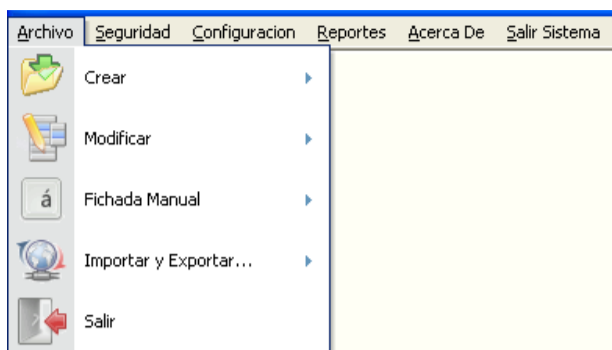 Archivo Seguridad Configuracion Reportes Acerca De Salir Sistema
Crear
Modificar
á Fichada Manual
Importar y Exportar...
Salir